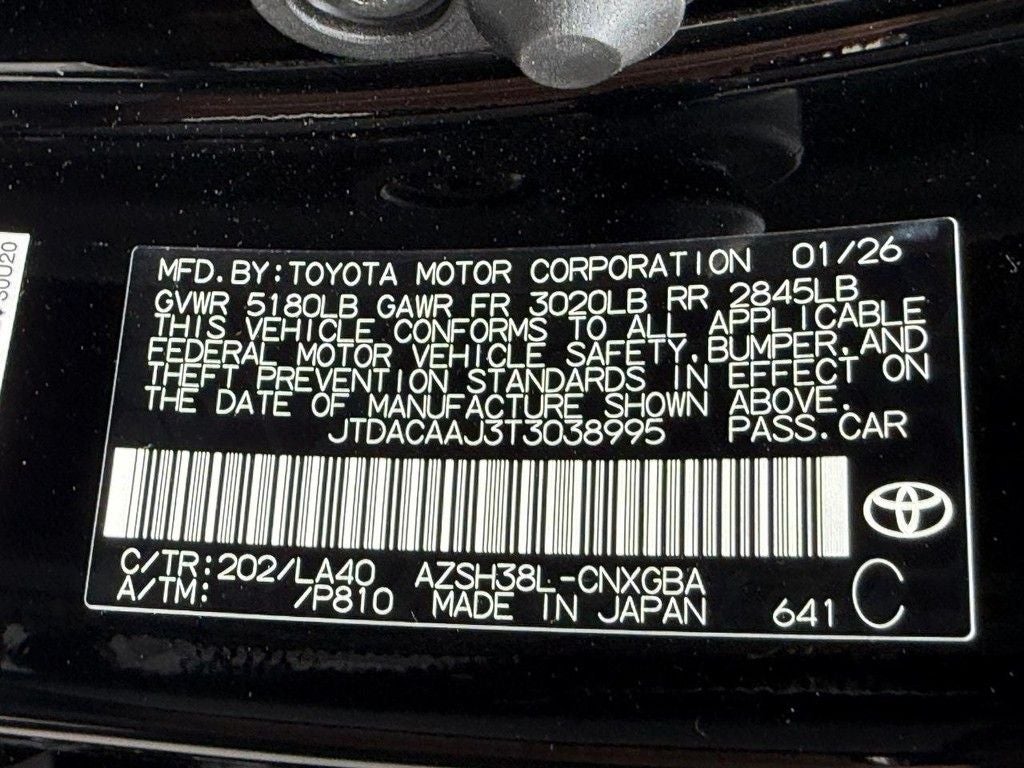 30U20
MFD.BY:TOYOTA MOTOR CORPORATION 01/26
GVWR 5180LB GAWR FR 3020LB RR 2845LB
THIS VEHICLE CONFORMS TO ALL APPLICABLE
FEDERAL MOTOR VEHICLE SAFETY,BUMPER,AND
THEFT PREVENTION STANDARDS IN EFFECT ON
THE DATE OF MANUFACTURE SHOWN ABOVE.
JTDACAAJ3T3038995 PASS.CAR
C/TR:202/LA40 AZSH38L-CNXGBA
A/TM: /P810 MADE IN JAPAN 641 C